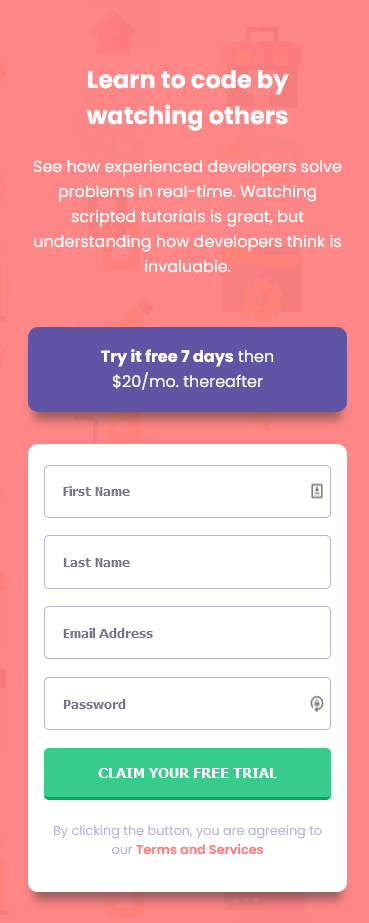 Learn to code by
watching others
See how experienced developers solve
problems in real-time. Watching
scripted tutorials is great, but
understanding how developers think is
invaluable.
Try it free 7 days then
$20/mo. thereafter
First Name
Last Name
Email Address
Password
CLAIM YOUR FREE TRIAL
By clicking the button, you are agreeing to
our Terms and Services